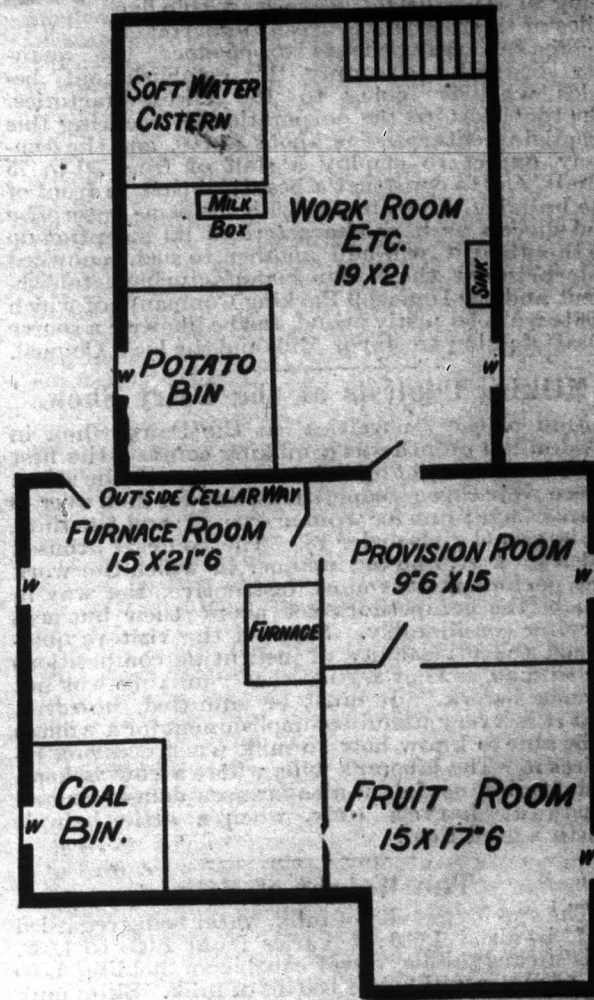 SOFT WATER
CISTERN
MILK
BOX
WORK ROOM
ETC.
19 X 21
SINK
POTATO
BIN
W
W
OUTSIDE CELLAR WAY
FURNACE ROOM
15 X 21"6
PROVISION ROOM
9"6 X 15
W
W
FURNACE
COAL
BIN.
W
FRUIT ROOM
15 X 17"6
W